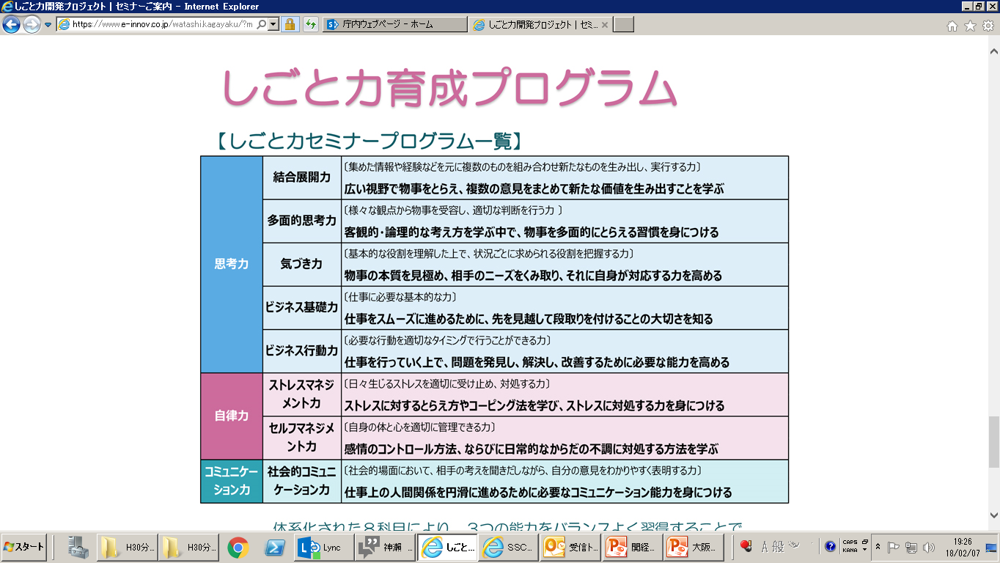 しごと力開発プロジェクト | セミナーご案内 - Internet Explorer
https://www.e-innov.co.jp/watashi.kagayaku/?m
庁内ウェブページ - ホーム
しごと力開発プロジェクト | セミ...
しごと力育成プログラム
【しごと力セミナープログラム一覧】
思考力
結合展開力
〔集めた情報や経験などを元に複数のものを組み合わせ新たなものを生み出し、実行する力〕
広い視野で物事をとらえ、複数の意見をまとめて新たな価値を生み出すことを学ぶ
多面的思考力
〔様々な観点から物事を受容し、適切な判断を行う力 〕
客観的・論理的な考え方を学ぶ中で、物事を多面的にとらえる習慣を身につける
気づき力
〔基本的な役割を理解した上で、状況ごとに求められる役割を把握する力〕
物事の本質を見極め、相手のニーズをくみ取り、それに自身が対応する力を高める
ビジネス基礎力
〔仕事に必要な基本的な力〕
仕事をスムーズに進めるために、先を見越して段取りを付けることの大切さを知る
ビジネス行動力
〔必要な行動を適切なタイミングで行うことができる力〕
仕事を行っていく上で、問題を発見し、解決し、改善するために必要な能力を高める
自律力
ストレスマネジ
メント力
〔日々生じるストレスを適切に受け止め、対処する力〕
ストレスに対するとらえ方やコーピング法を学び、ストレスに対処する力を身につける
セルフマネジメ
ント力
〔自身の体と心を適切に管理できる力〕
感情のコントロール方法、ならびに日常的なからだの不調に対処する方法を学ぶ
コミュニケー
ション力
社会的コミュニ
ケーション力
〔社会的場面において、相手の考えを聞きだしながら、自分の意見をわかりやすく表明する力〕
仕事上の人間関係を円滑に進めるために必要なコミュニケーション能力を身につける
体系化された８科目により、３つの能力をバランスよく習得することで
スタート
H30分...
H30分...
Lync
神瀬 ...
しごと...
SSC...
受信ト...
関経...
大阪...
A 般
CAPS
KANA
19:26
18/02/07